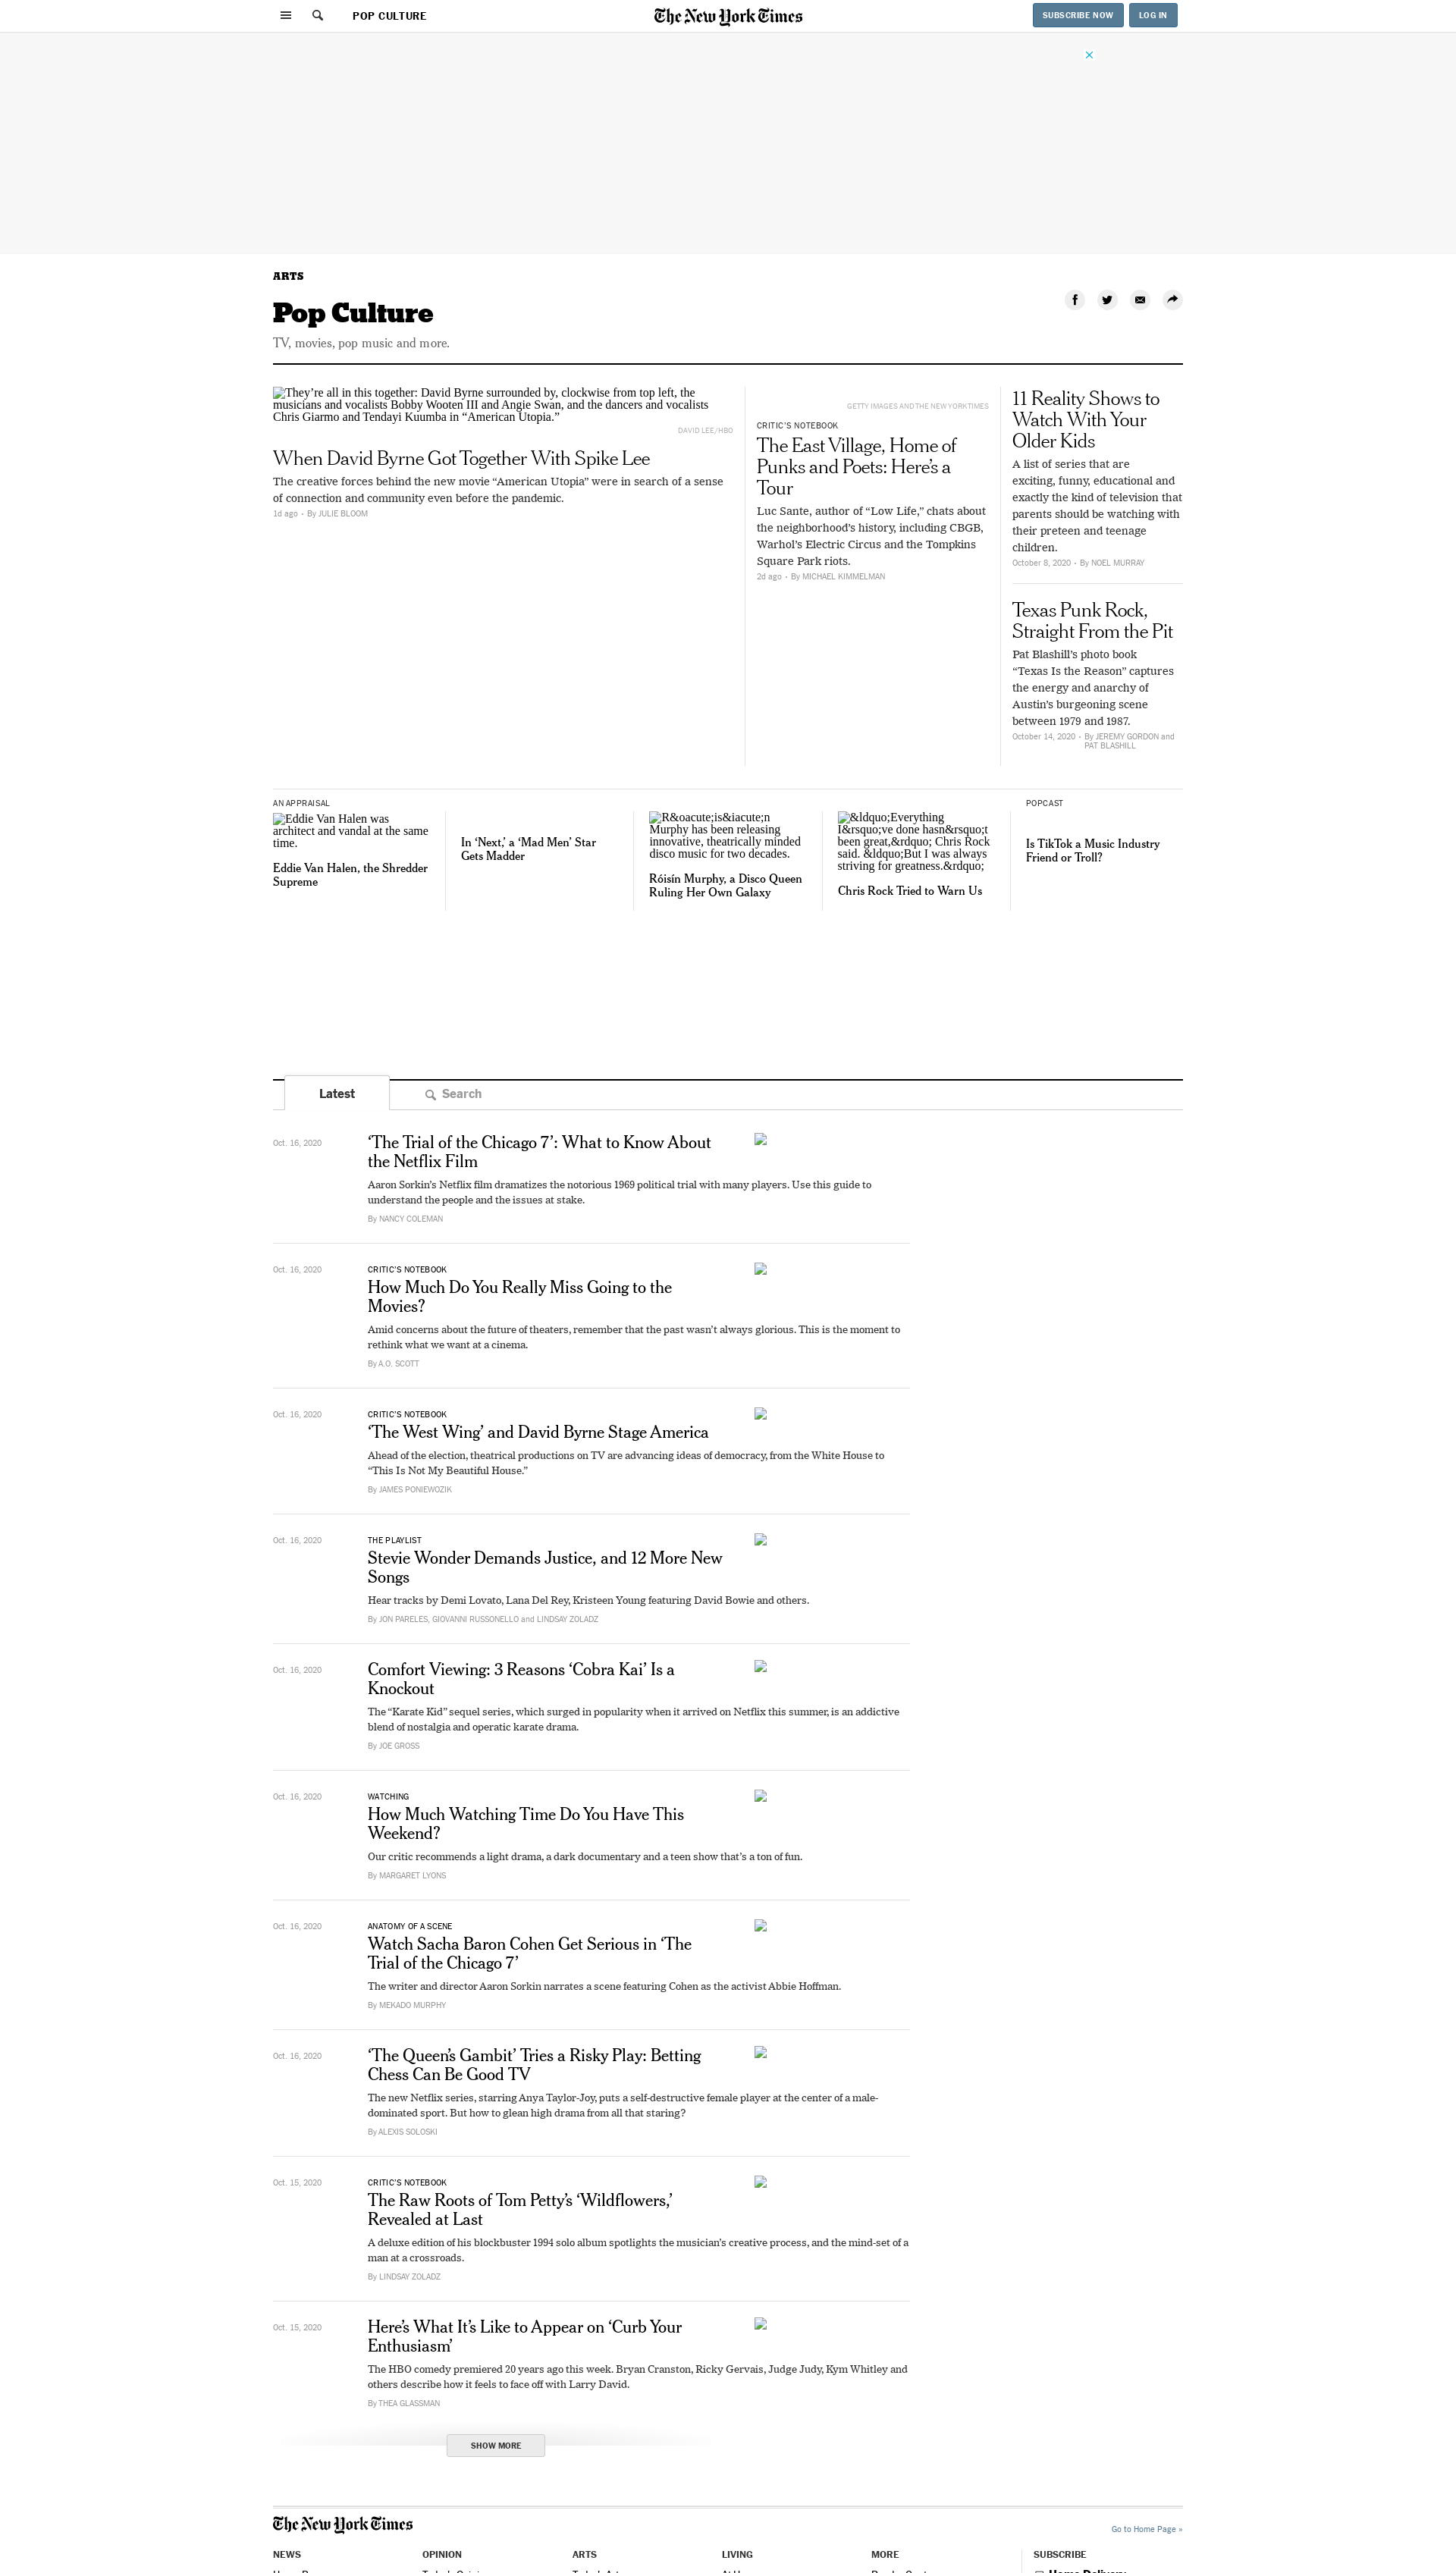 POP CULTURE
The New York Times
SUBSCRIBE NOW
LOG IN
ARTS
Pop Culture
TV, movies, pop music and more.
They’re all in this together: David Byrne surrounded by, clockwise from top left, the
musicians and vocalists Bobby Wooten III and Angie Swan, and the dancers and vocalists
Chris Giarmo and Tendayi Kuumba in “American Utopia.”
DAVID LEE/HBO
When David Byrne Got Together With Spike Lee
The creative forces behind the new movie “American Utopia” were in search of a sense
of connection and community even before the pandemic.
1d ago • By JULIE BLOOM
GETTY IMAGES AND THE NEW YORK TIMES
CRITIC’S NOTEBOOK
The East Village, Home of
Punks and Poets: Here’s a
Tour
Luc Sante, author of “Low Life,” chats about
the neighborhood’s history, including CBGB,
Warhol’s Electric Circus and the Tompkins
Square Park riots.
2d ago • By MICHAEL KIMMELMAN
11 Reality Shows to
Watch With Your
Older Kids
A list of series that are
exciting, funny, educational and
exactly the kind of television that
parents should be watching with
their preteen and teenage
children.
October 8, 2020 • By NOEL MURRAY
Texas Punk Rock,
Straight From the Pit
Pat Blashill’s photo book
“Texas Is the Reason” captures
the energy and anarchy of
Austin’s burgeoning scene
between 1979 and 1987.
October 14, 2020 • By JEREMY GORDON and
PAT BLASHILL
AN APPRAISAL
Eddie Van Halen was
architect and vandal at the same
time.
Eddie Van Halen, the Shredder
Supreme
In ‘Next,’ a ‘Mad Men’ Star
Gets Madder
R&oacute;is&iacute;n
Murphy has been releasing
innovative, theatrically minded
disco music for two decades.
Róisín Murphy, a Disco Queen
Ruling Her Own Galaxy
&ldquo;Everything
I&rsquo;ve done hasn&rsquo;t
been great,&rdquo; Chris Rock
said. &ldquo;But I was always
striving for greatness.&rdquo;
Chris Rock Tried to Warn Us
POPCAST
Is TikTok a Music Industry
Friend or Troll?
Latest
Search
Oct. 16, 2020
‘The Trial of the Chicago 7’: What to Know About
the Netflix Film
Aaron Sorkin’s Netflix film dramatizes the notorious 1969 political trial with many players. Use this guide to
understand the people and the issues at stake.
By NANCY COLEMAN
Oct. 16, 2020
CRITIC’S NOTEBOOK
How Much Do You Really Miss Going to the
Movies?
Amid concerns about the future of theaters, remember that the past wasn’t always glorious. This is the moment to
rethink what we want at a cinema.
By A.O. SCOTT
Oct. 16, 2020
CRITIC’S NOTEBOOK
‘The West Wing’ and David Byrne Stage America
Ahead of the election, theatrical productions on TV are advancing ideas of democracy, from the White House to
“This Is Not My Beautiful House.”
By JAMES PONIEWOZIK
Oct. 16, 2020
THE PLAYLIST
Stevie Wonder Demands Justice, and 12 More New
Songs
Hear tracks by Demi Lovato, Lana Del Rey, Kristeen Young featuring David Bowie and others.
By JON PARELES, GIOVANNI RUSSONELLO and LINDSAY ZOLADZ
Oct. 16, 2020
Comfort Viewing: 3 Reasons ‘Cobra Kai’ Is a
Knockout
The “Karate Kid” sequel series, which surged in popularity when it arrived on Netflix this summer, is an addictive
blend of nostalgia and operatic karate drama.
By JOE GROSS
Oct. 16, 2020
WATCHING
How Much Watching Time Do You Have This
Weekend?
Our critic recommends a light drama, a dark documentary and a teen show that’s a ton of fun.
By MARGARET LYONS
Oct. 16, 2020
ANATOMY OF A SCENE
Watch Sacha Baron Cohen Get Serious in ‘The
Trial of the Chicago 7’
The writer and director Aaron Sorkin narrates a scene featuring Cohen as the activist Abbie Hoffman.
By MEKADO MURPHY
Oct. 16, 2020
‘The Queen’s Gambit’ Tries a Risky Play: Betting
Chess Can Be Good TV
The new Netflix series, starring Anya Taylor-Joy, puts a self-destructive female player at the center of a male-
dominated sport. But how to glean high drama from all that staring?
By ALEXIS SOLOSKI
Oct. 15, 2020
CRITIC’S NOTEBOOK
The Raw Roots of Tom Petty’s ‘Wildflowers,’
Revealed at Last
A deluxe edition of his blockbuster 1994 solo album spotlights the musician’s creative process, and the mind-set of a
man at a crossroads.
By LINDSAY ZOLADZ
Oct. 15, 2020
Here’s What It’s Like to Appear on ‘Curb Your
Enthusiasm’
The HBO comedy premiered 20 years ago this week. Bryan Cranston, Ricky Gervais, Judge Judy, Kym Whitley and
others describe how it feels to face off with Larry David.
By THEA GLASSMAN
SHOW MORE
The New York Times
Go to Home Page »
NEWS
OPINION
ARTS
LIVING
MORE
SUBSCRIBE